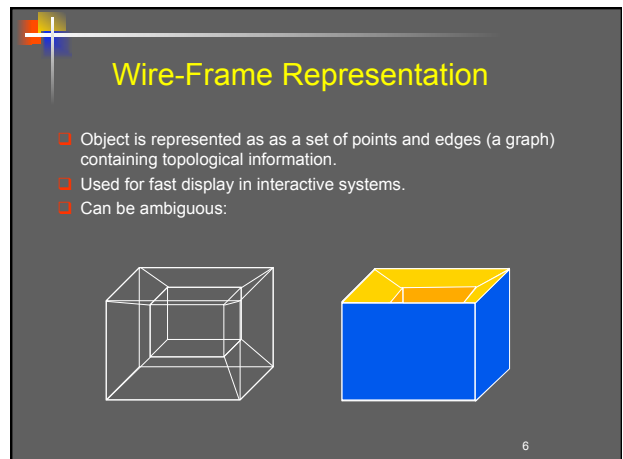 Wire-Frame Representation
Object is represented as as a set of points and edges (a graph)
containing topological information.
Used for fast display in interactive systems.
Can be ambiguous:
6